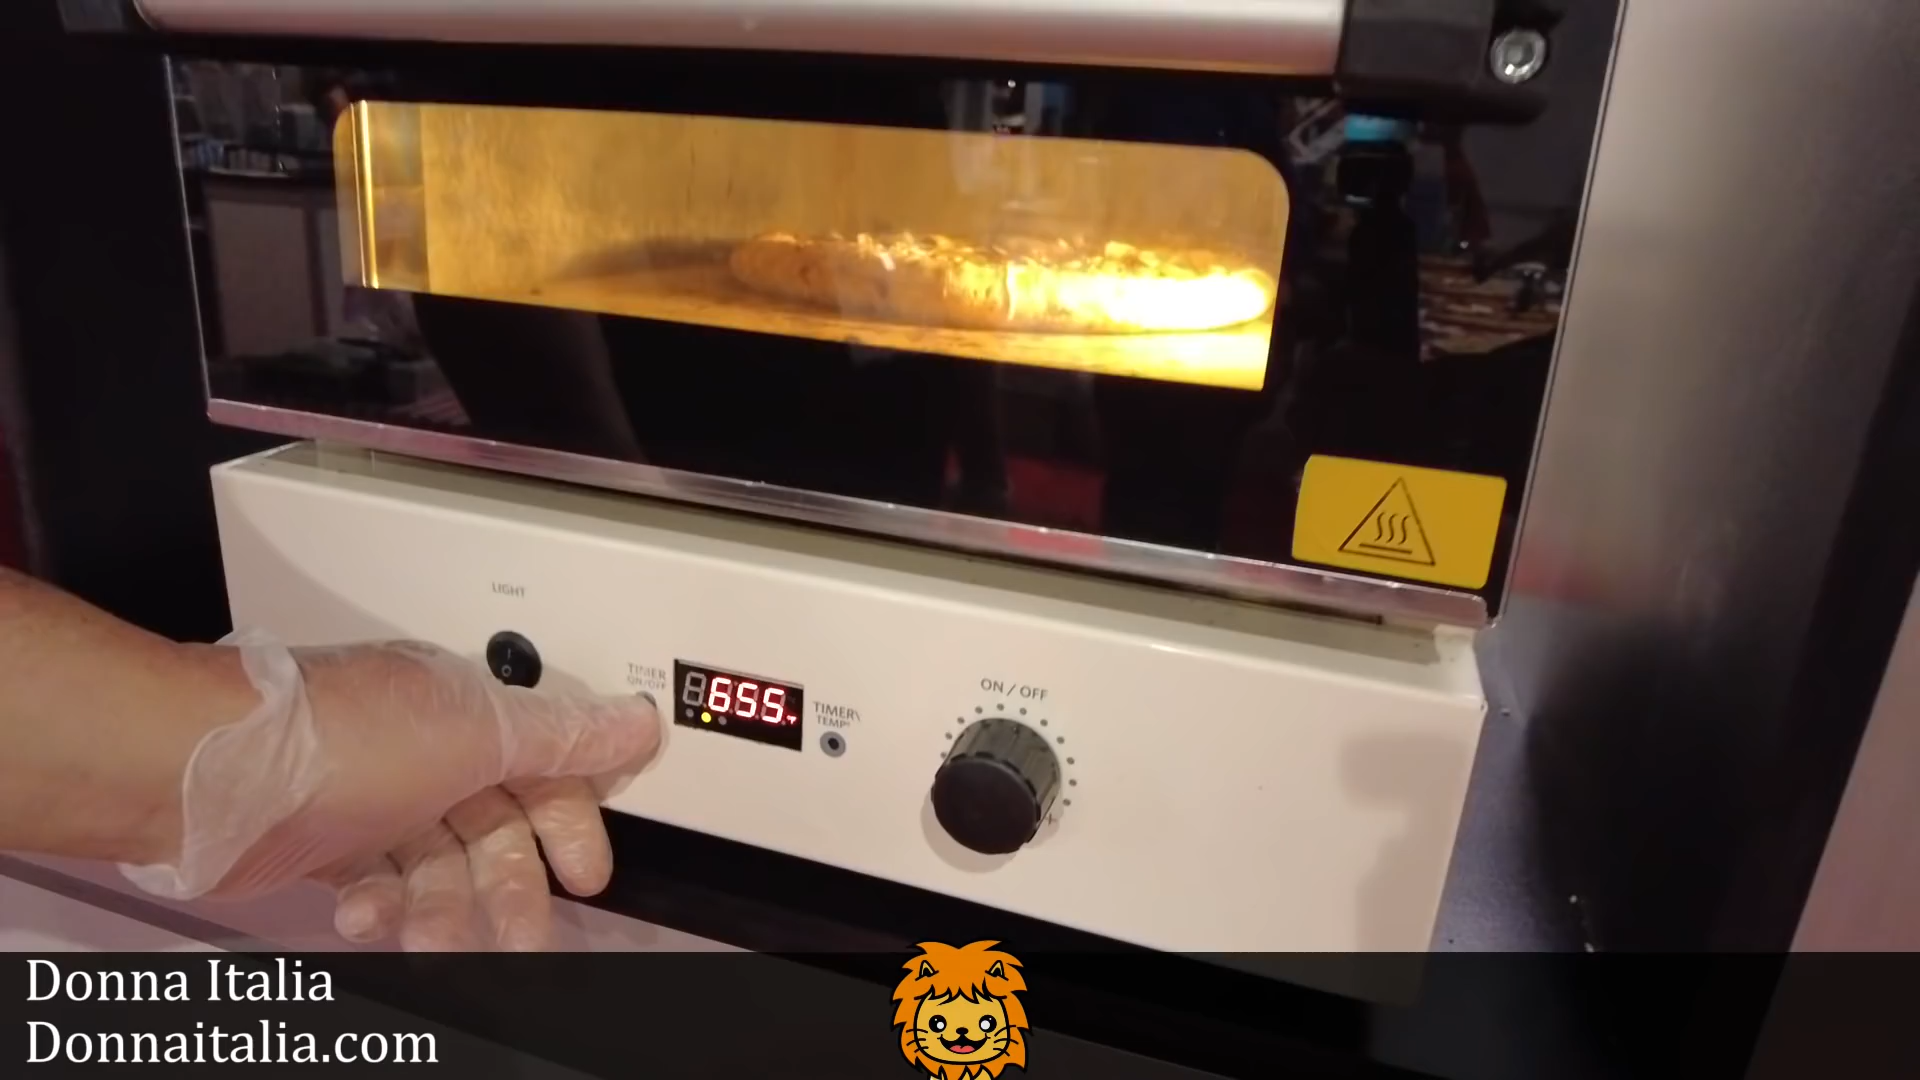 LIGHT
TIMER
ON/OFF
655
TIMER\
TEMP
ON / OFF
Donna Italia
Donnaitalia.com